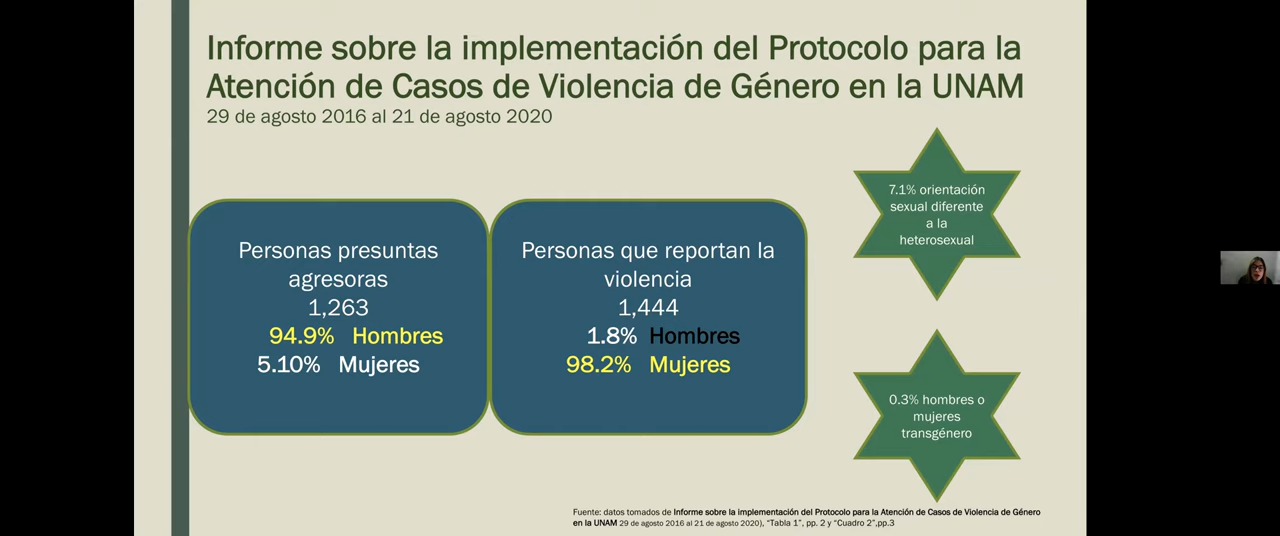 Informe sobre la implementación del Protocolo para la
Atención de Casos de Violencia de Género en la UNAM
29 de agosto 2016 al 21 de agosto 2020
Personas presuntas
agresoras
1,263
94.9% Hombres
5.10% Mujeres
Personas que reportan la
violencia
1,444
1.8% Hombres
98.2% Mujeres
7.1% orientación
sexual diferente
a la
heterosexual
0.3% hombres o
mujeres
transgénero
Fuente: datos tomados de Informe sobre la implementación del Protocolo para la Atención de Casos de Violencia de Género
en la UNAM 29 de agosto 2016 al 21 de agosto 2020), “Tabla 1”, pp. 2 y “Cuadro 2”,pp.3